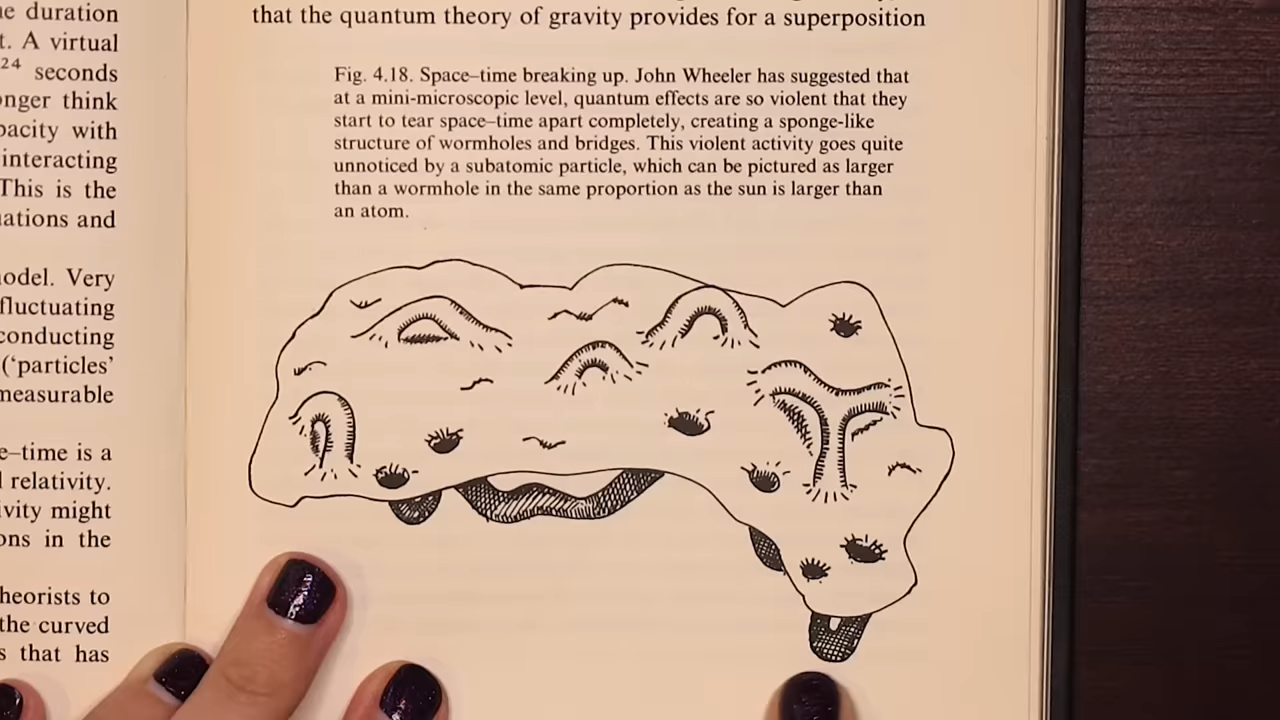 duration
t. A virtual
24 seconds
onger think
pacity with
interacting
This is the
uations and
odel. Very
fluctuating
conducting
('particles'
measurable
e–time is a
l relativity.
ivity might
ons in the
heorists to
the curved
s that has
that the quantum theory of gravity provides for a superposition
Fig. 4.18. Space–time breaking up. John Wheeler has suggested that
at a mini-microscopic level, quantum effects are so violent that they
start to tear space–time apart completely, creating a sponge-like
structure of wormholes and bridges. This violent activity goes quite
unnoticed by a subatomic particle, which can be pictured as larger
than a wormhole in the same proportion as the sun is larger than
an atom.